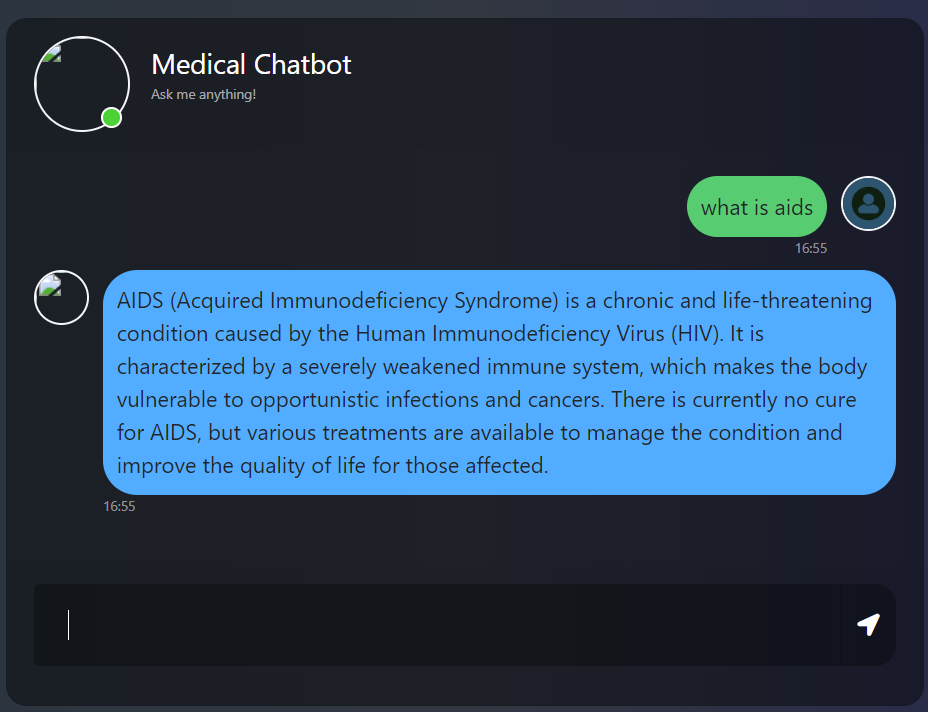 Medical Chatbot
Ask me anything!
what is aids
16:55
AIDS (Acquired Immunodeficiency Syndrome) is a chronic and life-threatening
condition caused by the Human Immunodeficiency Virus (HIV). It is
characterized by a severely weakened immune system, which makes the body
vulnerable to opportunistic infections and cancers. There is currently no cure
for AIDS, but various treatments are available to manage the condition and
improve the quality of life for those affected.
16:55